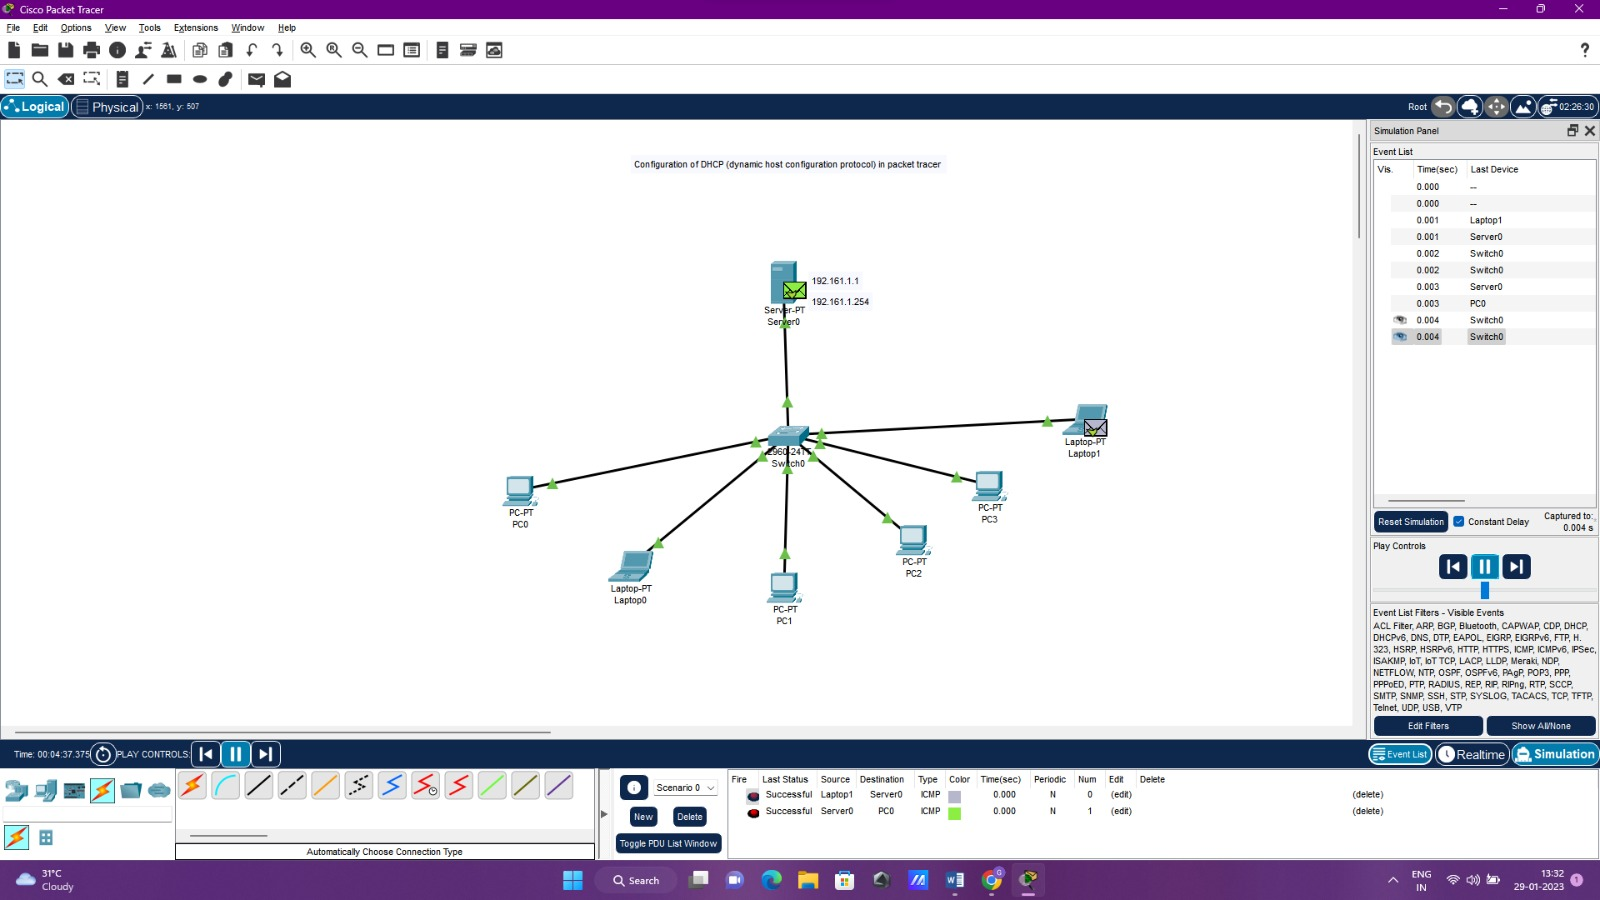 Cisco Packet Tracer
File Edit Options View Tools Extensions Window Help
?
Logical Physical x: 1561, y: 507
Root 02:26:30
Configuration of DHCP (dynamic host configuration protocol) in packet tracer
192.161.1.1
192.161.1.254
Server-PT
Server0
2960-24TT
Switch0
Laptop-PT
Laptop1
PC-PT
PC3
PC-PT
PC0
PC-PT
PC2
Laptop-PT
Laptop0
PC-PT
PC1
Simulation Panel
Event List
Vis. Time(sec) Last Device
0.000 --
0.000 --
0.001 Laptop1
0.001 Server0
0.002 Switch0
0.002 Switch0
0.003 Server0
0.003 PC0
0.004 Switch0
0.004 Switch0
Reset Simulation Constant Delay Captured to:
0.004 s
Play Controls
Event List Filters - Visible Events
ACL Filter, ARP, BGP, Bluetooth, CAPWAP, CDP, DHCP,
DHCPv6, DNS, DTP, EAPOL, EIGRP, EIGRPv6, FTP, H.
323, HSRP, HSRPv6, HTTP, HTTPS, ICMP, ICMPv6, IPSec,
ISAKMP, IoT, IoT TCP, LACP, LLDP, Meraki, NDP,
NETFLOW, NTP, OSPF, OSPFv6, PAgP, POP3, PPP,
PPPoED, PTP, RADIUS, REP, RIP, RIPng, RTP, SCCP,
SMTP, SNMP, SSH, STP, SYSLOG, TACACS, TCP, TFTP,
Telnet, UDP, USB, VTP
Edit Filters Show All/None
Time: 00:04:37.375 PLAY CONTROLS:
Event List Realtime Simulation
Automatically Choose Connection Type
Scenario 0
New Delete
Toggle PDU List Window
Fire Last Status Source Destination Type Color Time(sec) Periodic Num Edit Delete
Successful Laptop1 Server0 ICMP 0.000 N 0 (edit) (delete)
Successful Server0 PC0 ICMP 0.000 N 1 (edit) (delete)
31°C
Cloudy
Search
ENG
IN
13:32
29-01-2023
1